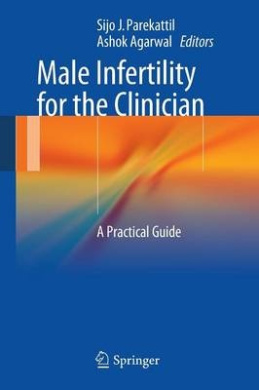 Sijo J. Parekattil
Ashok Agarwal Editors
Male Infertility
for the Clinician
A Practical Guide
Springer